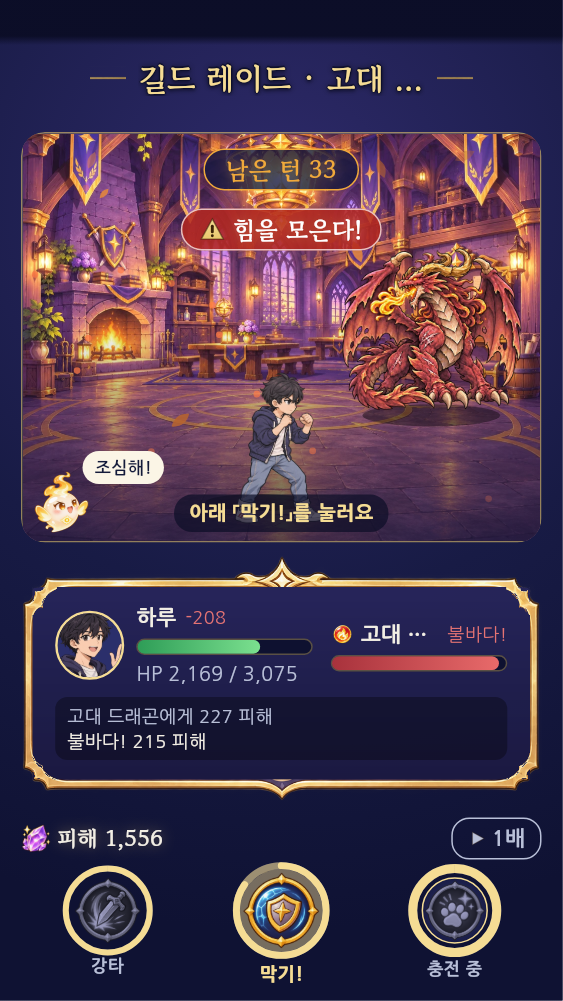 길드 레이드 · 고대 ...
남은 턴 33
힘을 모은다!
조심해!
아래 「막기!」를 눌러요
하루 -208
HP 2,169 / 3,075
고대 ... 불바다!
고대 드래곤에게 227 피해
불바다! 215 피해
피해 1,556
▶ 1배
강타
막기!
충전 중